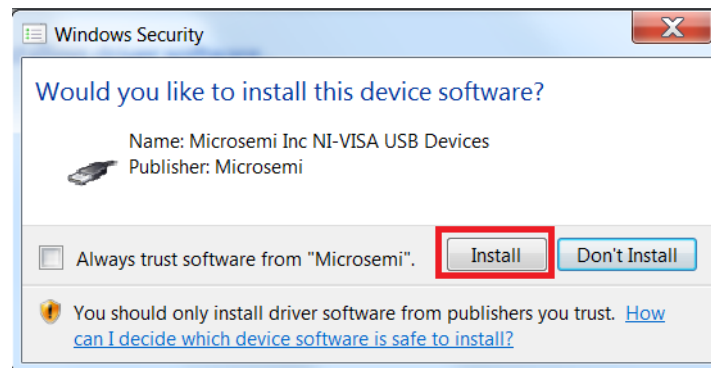 Windows Security
Would you like to install this device software?
Name: Microsemi Inc NI-VISA USB Devices
Publisher: Microsemi
Always trust software from "Microsemi".
Install
Don't Install
You should only install driver software from publishers you trust. How
can I decide which device software is safe to install?